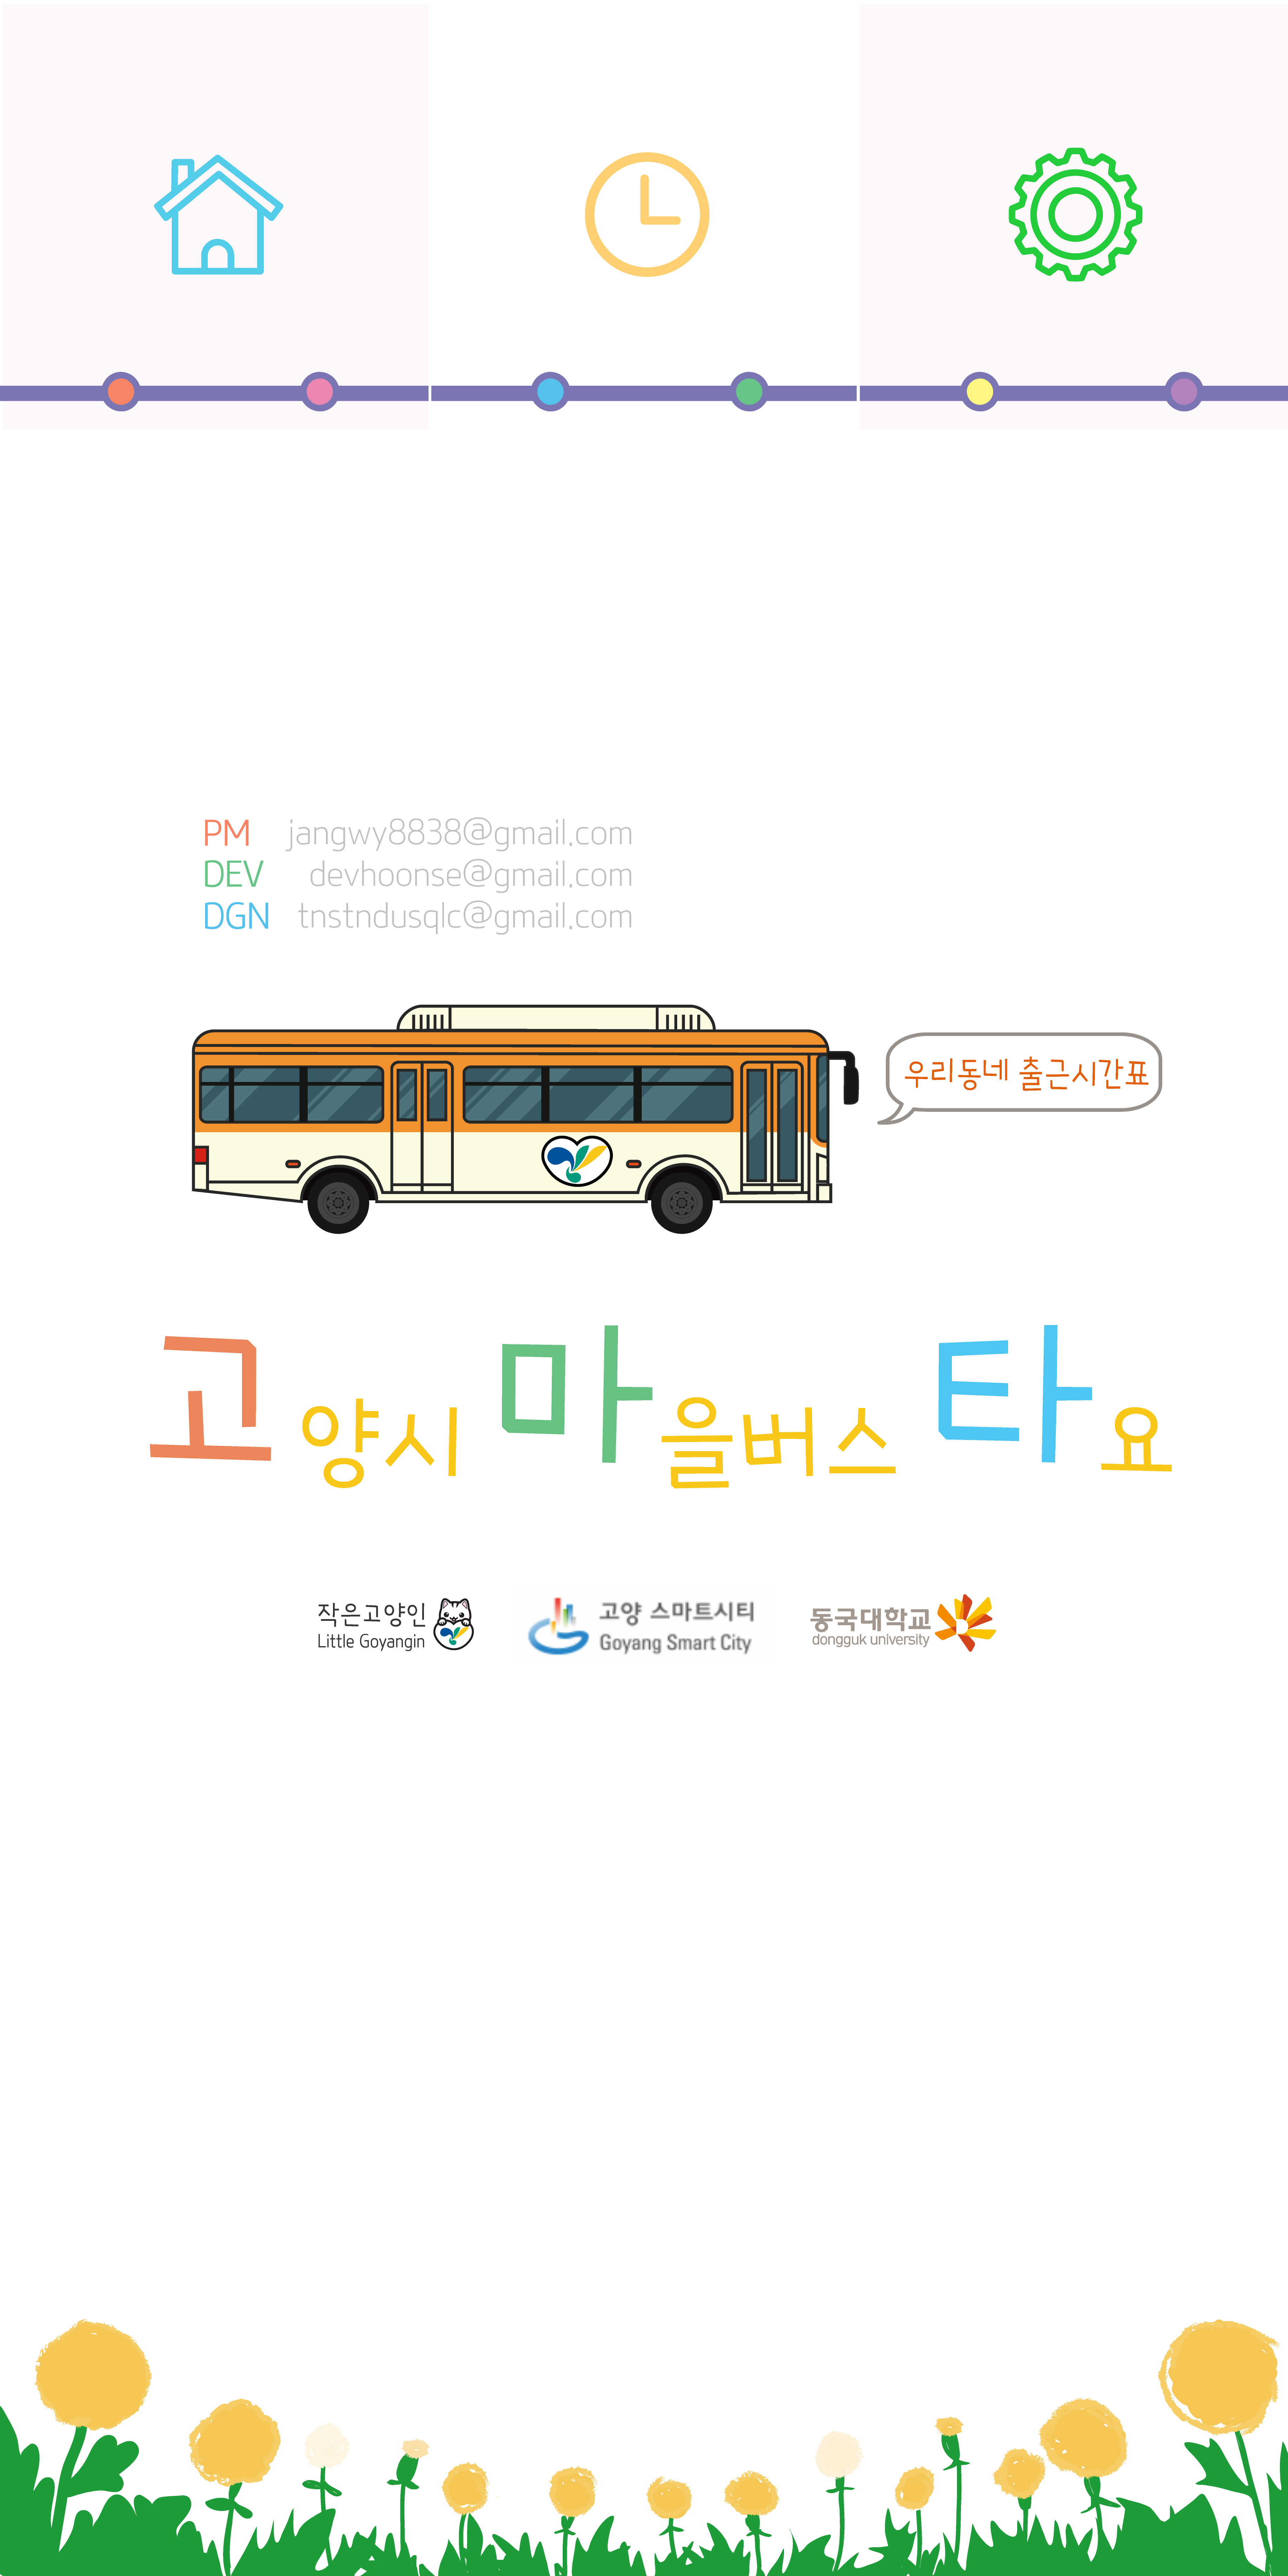 PM jangwy8838@gmail.com
DEV devhoonse@gmail.com
DGN tnstndusqlc@gmail.com
우리동네 출근시간표
고양시 마을버스 타요
작은고양인
Little Goyangin
고양 스마트시티
Goyang Smart City
동국대학교
dongguk university